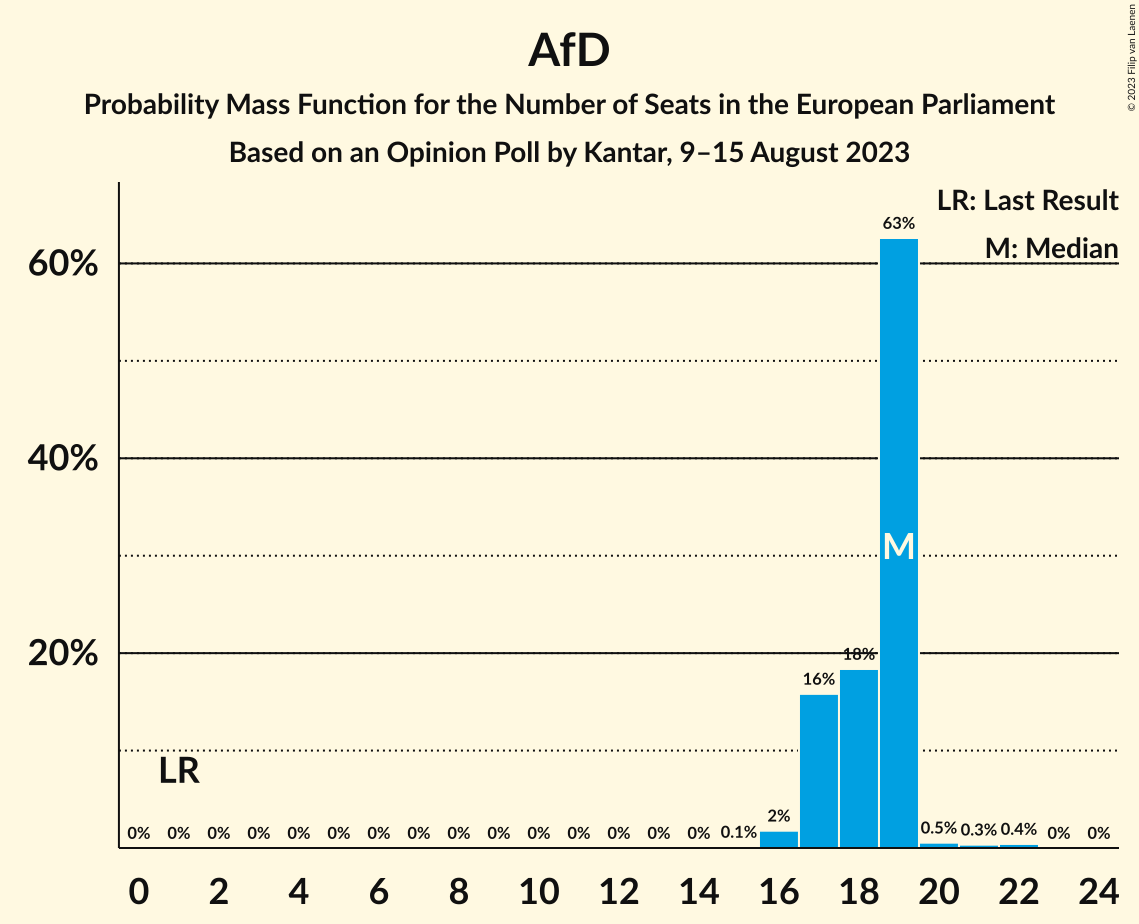 AfD
Probability Mass Function for the Number of Seats in the European Parliament
Based on an Opinion Poll by Kantar, 9–15 August 2023
© 2023 Filip van Laenen
LR: Last Result
M: Median
63%
60%
40%
M
20%
18%
16%
LR
0% 0% 0% 0% 0% 0% 0% 0% 0% 0% 0% 0% 0% 0% 0% 0.1% 2% 0.5% 0.3% 0.4% 0% 0%
0 2 4 6 8 10 12 14 16 18 20 22 24